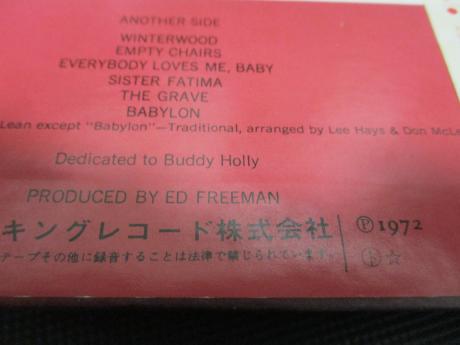 ANOTHER SIDE
WINTERWOOD
EMPTY CHAIRS
EVERYBODY LOVES ME, BABY
SISTER FATIMA
THE GRAVE
BABYLON
Lean except "Babylon"—Traditional, arranged by Lee Hays & Don McLe
Dedicated to Buddy Holly
PRODUCED BY ED FREEMAN
キングレコード株式会社 Ⓟ1972
テープその他に録音することは法律で禁じられています。 ☆